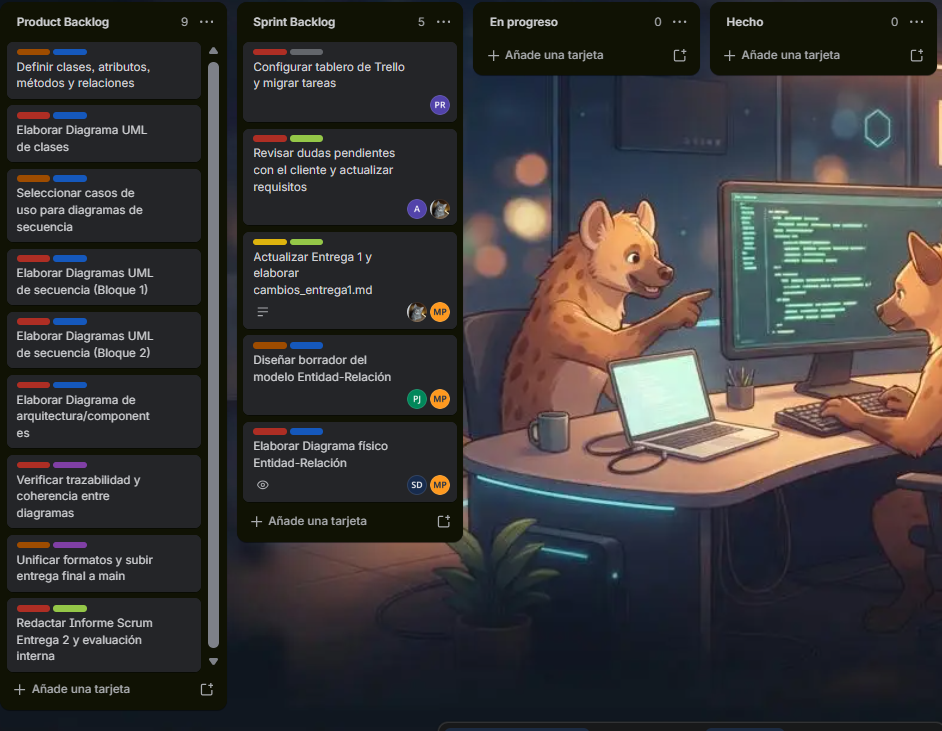 Product Backlog 9 ...
Definir clases, atributos,
métodos y relaciones
Elaborar Diagrama UML
de clases
Seleccionar casos de
uso para diagramas de
secuencia
Elaborar Diagramas UML
de secuencia (Bloque 1)
Elaborar Diagramas UML
de secuencia (Bloque 2)
Elaborar Diagrama de
arquitectura/component
es
Verificar trazabilidad y
coherencia entre
diagramas
Unificar formatos y subir
entrega final a main
Redactar Informe Scrum
Entrega 2 y evaluación
interna
+ Añade una tarjeta
Sprint Backlog 5 ...
Configurar tablero de Trello
y migrar tareas
PR
Revisar dudas pendientes
con el cliente y actualizar
requisitos
A
Actualizar Entrega 1 y
elaborar
cambios_entrega1.md
MP
Diseñar borrador del
modelo Entidad-Relación
PJ MP
Elaborar Diagrama físico
Entidad-Relación
SD MP
+ Añade una tarjeta
En progreso 0 ...
+ Añade una tarjeta
Hecho 0 ...
+ Añade una tarjeta